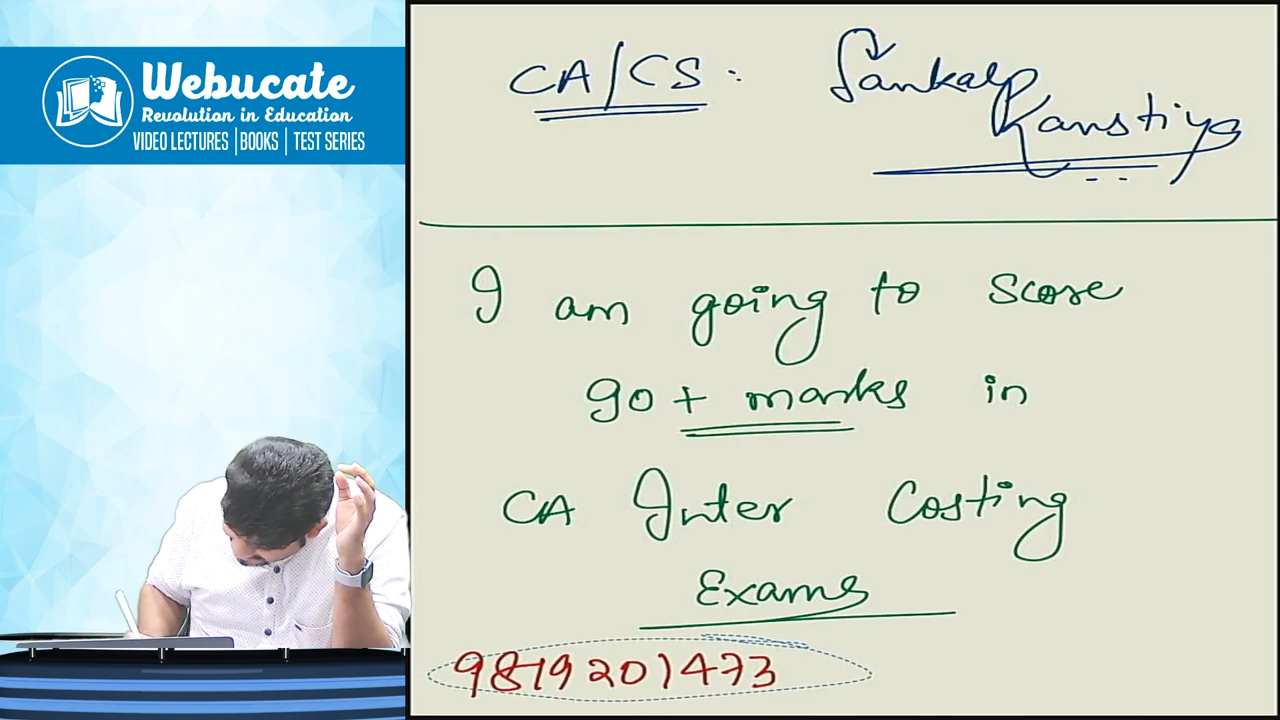 Webucate
Revolution in Education
VIDEO LECTURES | BOOKS | TEST SERIES
CA/CS: Sankalp
Kanstiya
I am going to score
90+ marks in
CA Inter Costing
Exams
9819201473